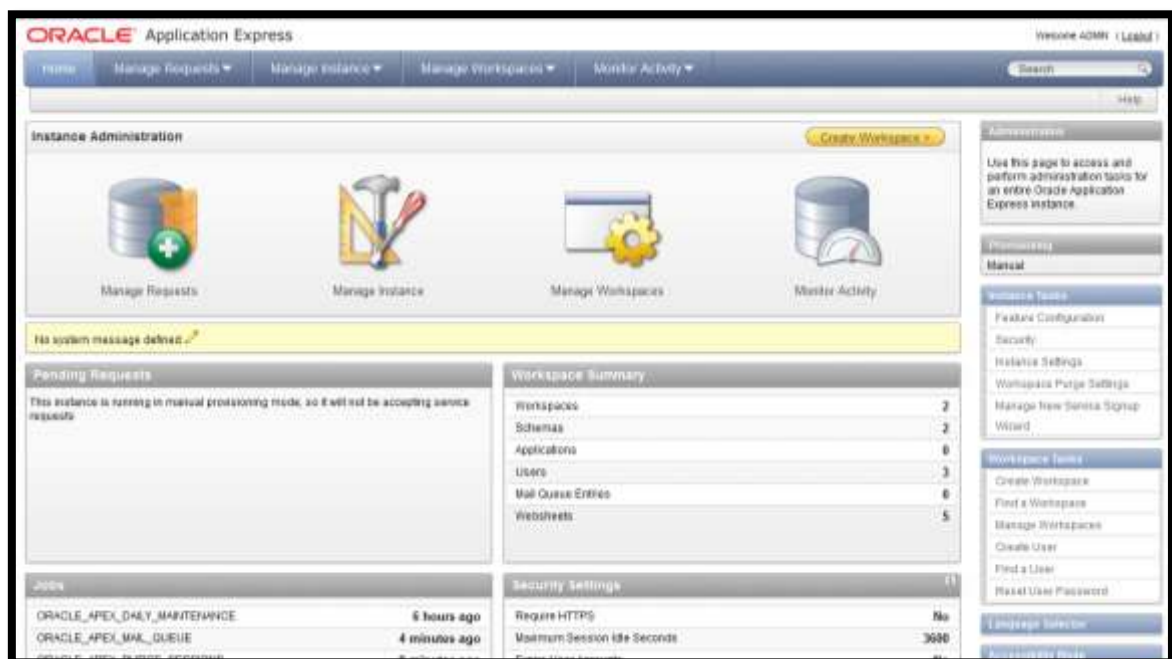 ORACLE Application Express
Welcome ADMIN (Logout)
Home Manage Requests Manage Instance Manage Workspaces Monitor Activity
Search
Help
Instance Administration
Create Workspace >
Manage Requests
Manage Instance
Manage Workspaces
Monitor Activity
No system message defined
Pending Requests
This instance is running in manual provisioning mode, so it will not be accepting service
requests
Workspace Summary
Workspaces 2
Schemas 2
Applications 0
Users 3
Mail Queue Entries 0
Websheets 5
Jobs
ORACLE_APEX_DAILY_MAINTENANCE 6 hours ago
ORACLE_APEX_MAIL_QUEUE 4 minutes ago
Security Settings
Require HTTPS No
Maximum Session Idle Seconds 3600
Administration
Use this page to access and
perform administration tasks for
an entire Oracle Application
Express instance.
Provisioning
Manual
Instance Tasks
Feature Configuration
Security
Instance Settings
Workspace Purge Settings
Manage New Service Signup
Wizard
Workspace Tasks
Create Workspace
Find a Workspace
Manage Workspaces
Create User
Find a User
Reset User Password
Language Selector